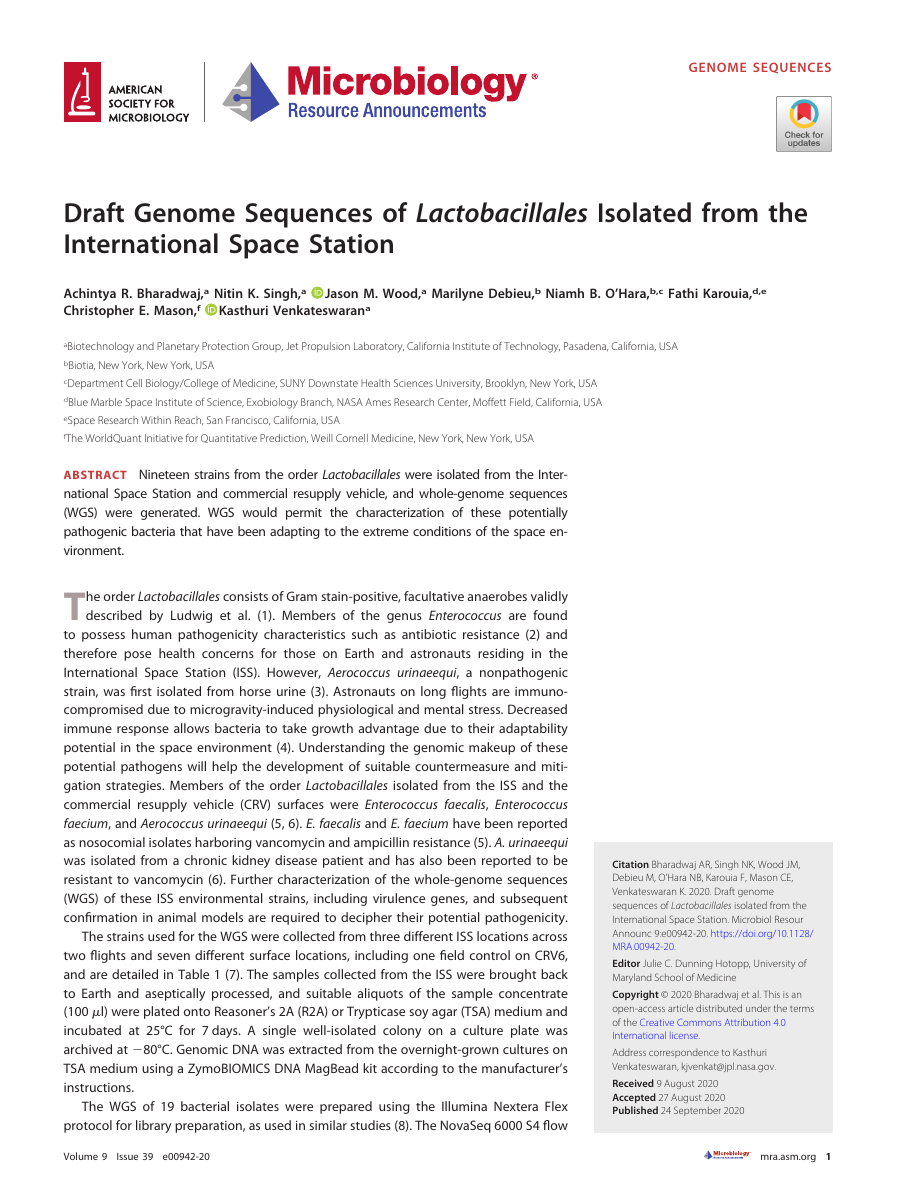 GENOME SEQUENCES
AMERICAN
SOCIETY FOR
MICROBIOLOGY
Microbiology®
Resource Announcements
Check for
updates
Draft Genome Sequences of Lactobacillales Isolated from the
International Space Station
Achintya R. Bharadwaj,ᵃ Nitin K. Singh,ᵃ iD Jason M. Wood,ᵃ Marilyne Debieu,ᵇ Niamh B. O’Hara,ᵇ,ᶜ Fathi Karouia,ᵈ,ᵉ
Christopher E. Mason,ᶠ iD Kasthuri Venkateswaranᵃ
ᵃBiotechnology and Planetary Protection Group, Jet Propulsion Laboratory, California Institute of Technology, Pasadena, California, USA
ᵇBiotia, New York, New York, USA
ᶜDepartment Cell Biology/College of Medicine, SUNY Downstate Health Sciences University, Brooklyn, New York, USA
ᵈBlue Marble Space Institute of Science, Exobiology Branch, NASA Ames Research Center, Moffett Field, California, USA
ᵉSpace Research Within Reach, San Francisco, California, USA
ᶠThe WorldQuant Initiative for Quantitative Prediction, Weill Cornell Medicine, New York, New York, USA
ABSTRACT Nineteen strains from the order Lactobacillales were isolated from the Inter-
national Space Station and commercial resupply vehicle, and whole-genome sequences
(WGS) were generated. WGS would permit the characterization of these potentially
pathogenic bacteria that have been adapting to the extreme conditions of the space en-
vironment.
The order Lactobacillales consists of Gram stain-positive, facultative anaerobes validly
described by Ludwig et al. (1). Members of the genus Enterococcus are found
to possess human pathogenicity characteristics such as antibiotic resistance (2) and
therefore pose health concerns for those on Earth and astronauts residing in the
International Space Station (ISS). However, Aerococcus urinaeequi, a nonpathogenic
strain, was first isolated from horse urine (3). Astronauts on long flights are immuno-
compromised due to microgravity-induced physiological and mental stress. Decreased
immune response allows bacteria to take growth advantage due to their adaptability
potential in the space environment (4). Understanding the genomic makeup of these
potential pathogens will help the development of suitable countermeasure and miti-
gation strategies. Members of the order Lactobacillales isolated from the ISS and the
commercial resupply vehicle (CRV) surfaces were Enterococcus faecalis, Enterococcus
faecium, and Aerococcus urinaeequi (5, 6). E. faecalis and E. faecium have been reported
as nosocomial isolates harboring vancomycin and ampicillin resistance (5). A. urinaeequi
was isolated from a chronic kidney disease patient and has also been reported to be
resistant to vancomycin (6). Further characterization of the whole-genome sequences
(WGS) of these ISS environmental strains, including virulence genes, and subsequent
confirmation in animal models are required to decipher their potential pathogenicity.
The strains used for the WGS were collected from three different ISS locations across
two flights and seven different surface locations, including one field control on CRV6,
and are detailed in Table 1 (7). The samples collected from the ISS were brought back
to Earth and aseptically processed, and suitable aliquots of the sample concentrate
(100 μl) were plated onto Reasoner’s 2A (R2A) or Trypticase soy agar (TSA) medium and
incubated at 25°C for 7 days. A single well-isolated colony on a culture plate was
archived at −80°C. Genomic DNA was extracted from the overnight-grown cultures on
TSA medium using a ZymoBIOMICS DNA MagBead kit according to the manufacturer’s
instructions.
The WGS of 19 bacterial isolates were prepared using the Illumina Nextera Flex
protocol for library preparation, as used in similar studies (8). The NovaSeq 6000 S4 flow
Citation Bharadwaj AR, Singh NK, Wood JM,
Debieu M, O’Hara NB, Karouia F, Mason CE,
Venkateswaran K. 2020. Draft genome
sequences of Lactobacillales isolated from the
International Space Station. Microbiol Resour
Announc 9:e00942-20. https://doi.org/10.1128/
MRA.00942-20.
Editor Julie C. Dunning Hotopp, University of
Maryland School of Medicine
Copyright © 2020 Bharadwaj et al. This is an
open-access article distributed under the terms
of the Creative Commons Attribution 4.0
International license.
Address correspondence to Kasthuri
Venkateswaran, kjvenkat@jpl.nasa.gov.
Received 9 August 2020
Accepted 27 August 2020
Published 24 September 2020
Volume 9 Issue 39 e00942-20
Microbiology
mra.asm.org 1